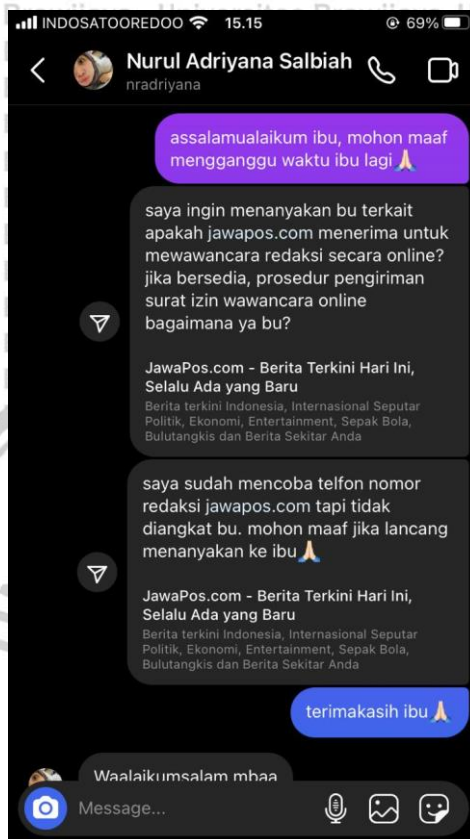 INDOSATOOREDOO 15.15 69%
Nurul Adriyana Salbiah
nradriyana
assalamualaikum ibu, mohon maaf
mengganggu waktu ibu lagi🙏🏻
saya ingin menanyakan bu terkait
apakah jawapos.com menerima untuk
mewawancara redaksi secara online?
jika bersedia, prosedur pengiriman
surat izin wawancara online
bagaimana ya bu?
JawaPos.com - Berita Terkini Hari Ini,
Selalu Ada yang Baru
Berita terkini Indonesia, Internasional Seputar
Politik, Ekonomi, Entertainment, Sepak Bola,
Bulutangkis dan Berita Sekitar Anda
saya sudah mencoba telfon nomor
redaksi jawapos.com tapi tidak
diangkat bu. mohon maaf jika lancang
menanyakan ke ibu🙏🏻
JawaPos.com - Berita Terkini Hari Ini,
Selalu Ada yang Baru
Berita terkini Indonesia, Internasional Seputar
Politik, Ekonomi, Entertainment, Sepak Bola,
Bulutangkis dan Berita Sekitar Anda
terimakasih ibu🙏🏻
Waalaikumsalam mbaa
Message...